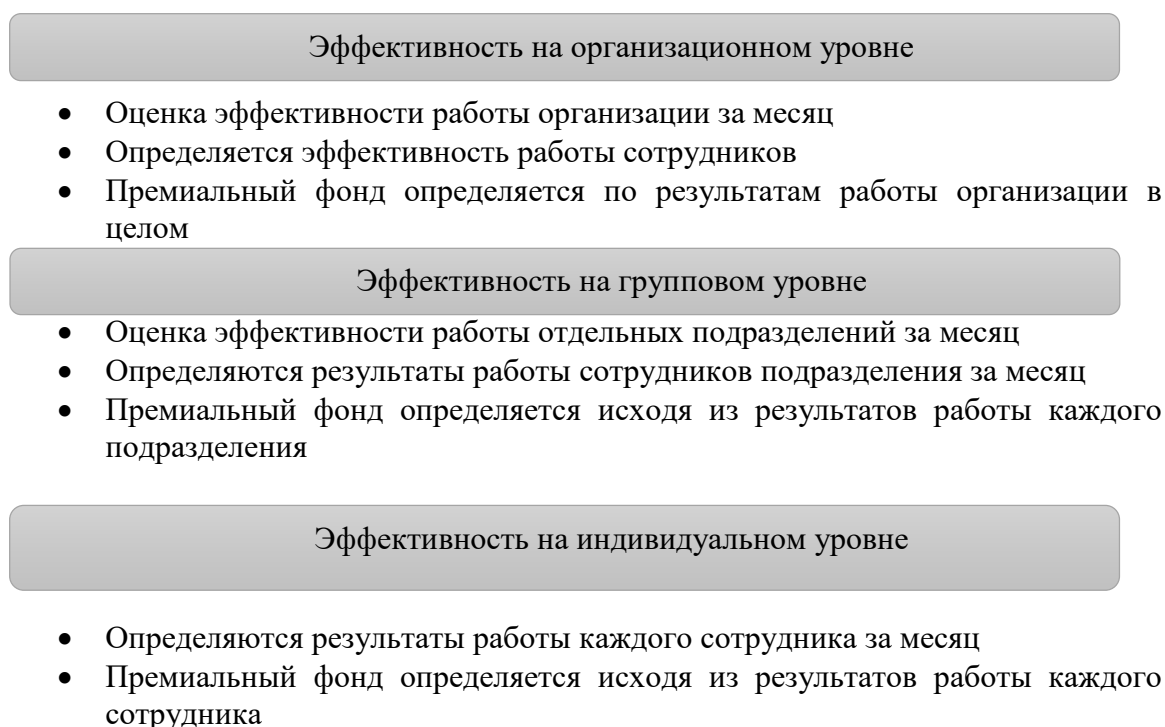 Эффективность на организационном уровне
• Оценка эффективности работы организации за месяц
• Определяется эффективность работы сотрудников
• Премиальный фонд определяется по результатам работы организации в
целом
Эффективность на групповом уровне
• Оценка эффективности работы отдельных подразделений за месяц
• Определяются результаты работы сотрудников подразделения за месяц
• Премиальный фонд определяется исходя из результатов работы каждого
подразделения
Эффективность на индивидуальном уровне
• Определяются результаты работы каждого сотрудника за месяц
• Премиальный фонд определяется исходя из результатов работы каждого
сотрудника